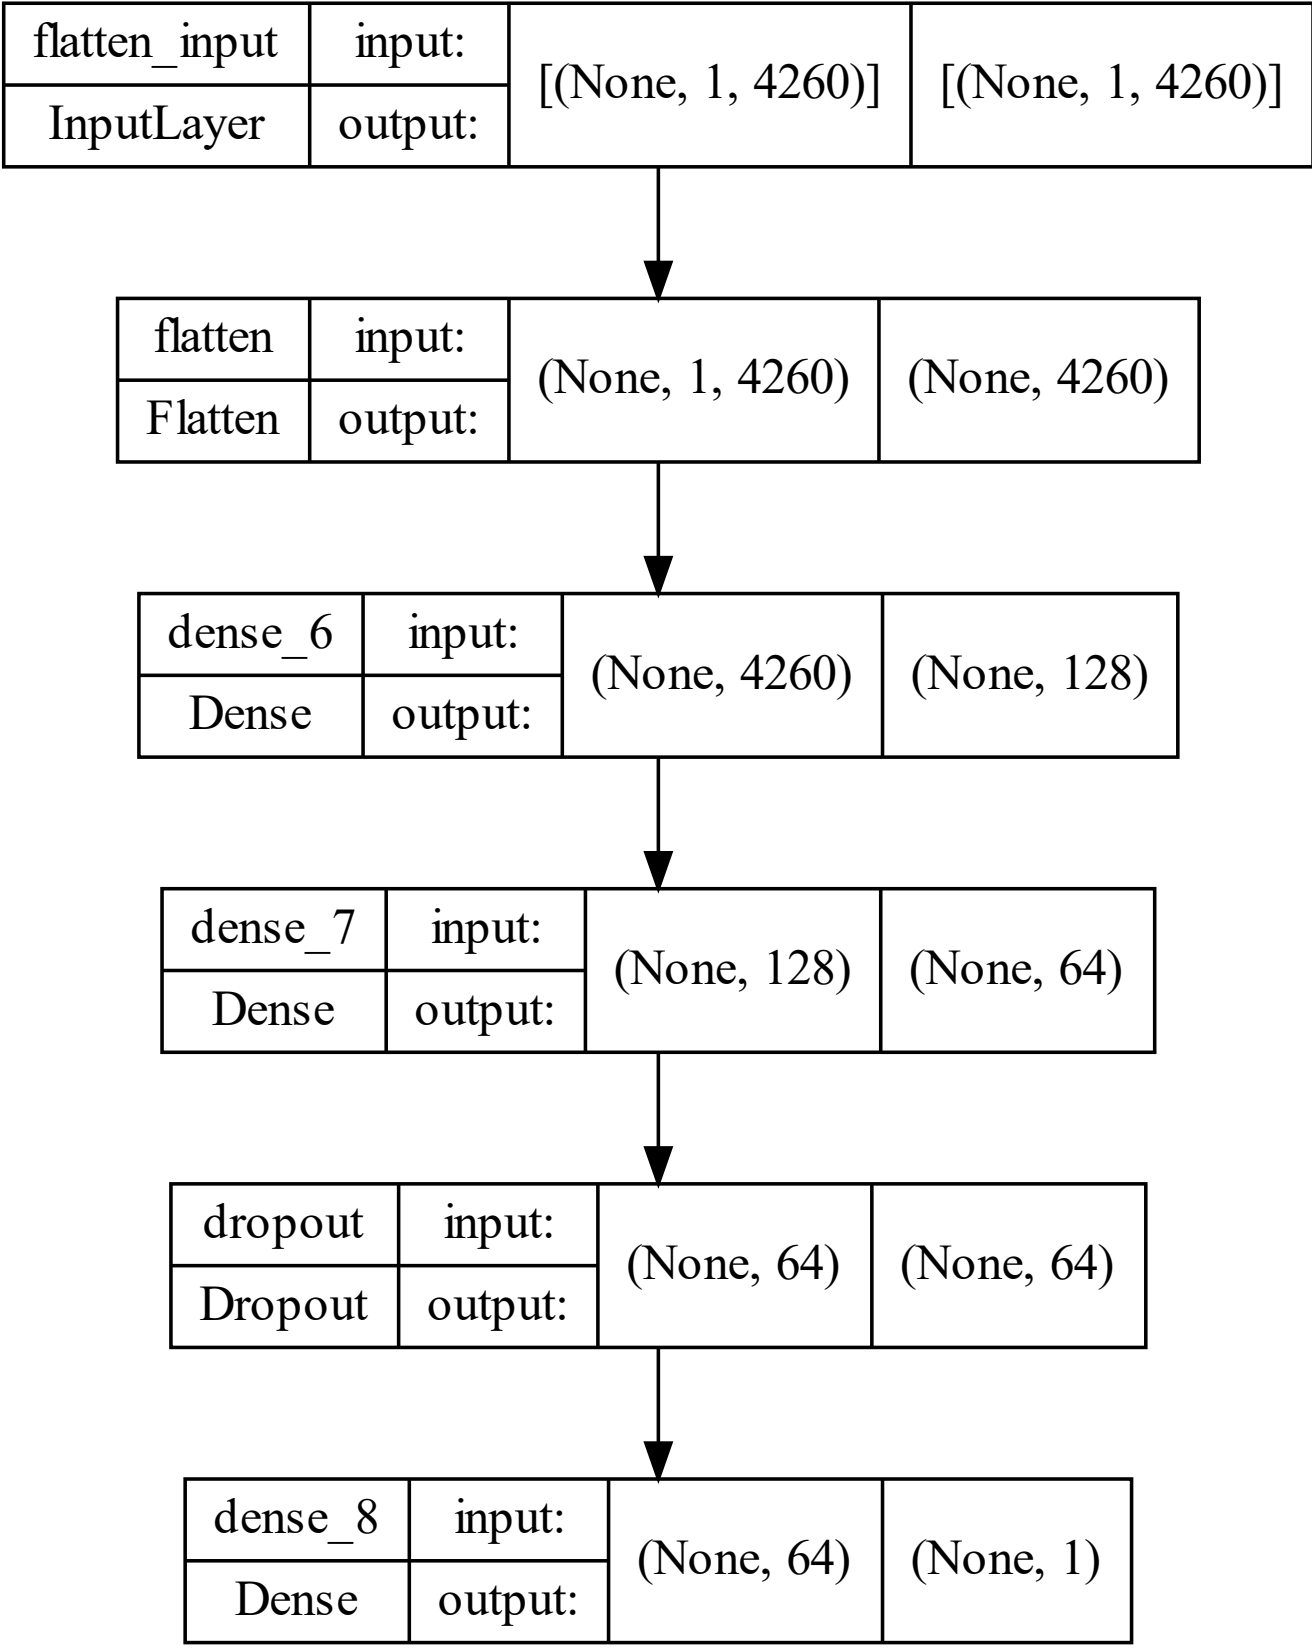 flatten_input input: [(None, 1, 4260)] [(None, 1, 4260)]
InputLayer output:
flatten input: (None, 1, 4260) (None, 4260)
Flatten output:
dense_6 input: (None, 4260) (None, 128)
Dense output:
dense_7 input: (None, 128) (None, 64)
Dense output:
dropout input: (None, 64) (None, 64)
Dropout output:
dense_8 input: (None, 64) (None, 1)
Dense output: